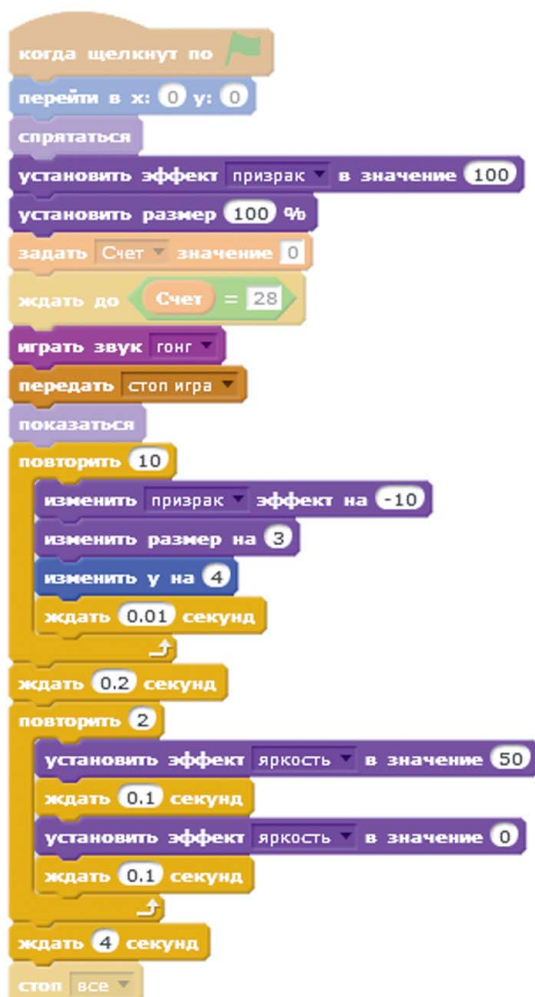 когда щелкнут по
перейти в x: 0 y: 0
спрятаться
установить эффект призрак в значение 100
установить размер 100 %
задать Счет значение 0
ждать до Счет = 28
играть звук гонг
передать стоп игра
показаться
повторить 10
изменить призрак эффект на -10
изменить размер на 3
изменить y на 4
ждать 0.01 секунд
ждать 0.2 секунд
повторить 2
установить эффект яркость в значение 50
ждать 0.1 секунд
установить эффект яркость в значение 0
ждать 0.1 секунд
ждать 4 секунд
стоп все